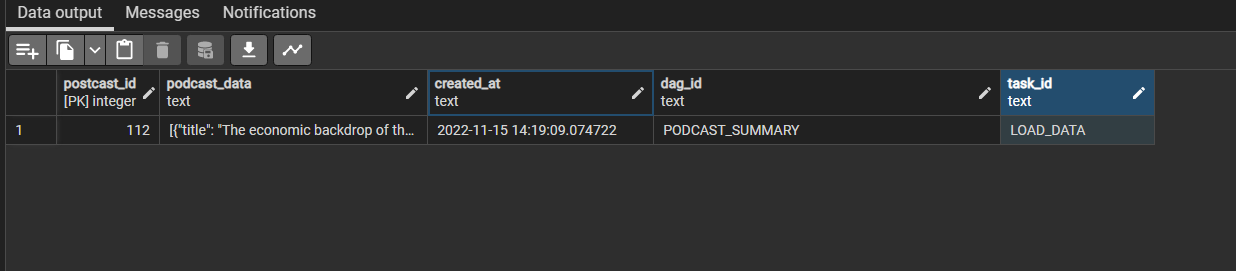 Data output Messages Notifications
postcast_id podcast_data created_at dag_id task_id
[PK] integer text text text text
1 112 [{"title": "The economic backdrop of th... 2022-11-15 14:19:09.074722 PODCAST_SUMMARY LOAD_DATA